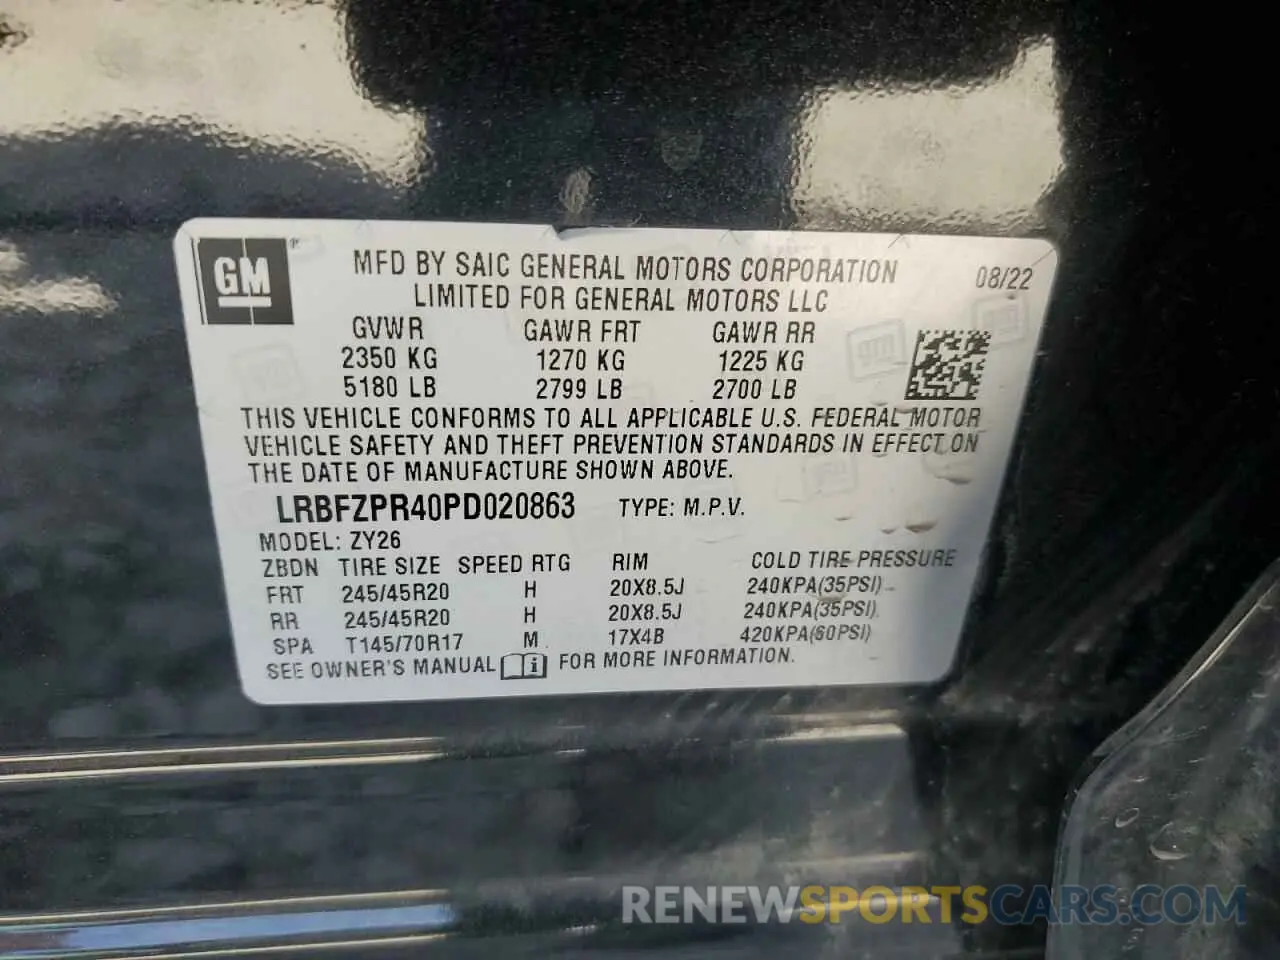 GM
MFD BY SAIC GENERAL MOTORS CORPORATION 08/22
LIMITED FOR GENERAL MOTORS LLC
GVWR GAWR FRT GAWR RR
2350 KG 1270 KG 1225 KG
5180 LB 2799 LB 2700 LB
THIS VEHICLE CONFORMS TO ALL APPLICABLE U.S. FEDERAL MOTOR
VEHICLE SAFETY AND THEFT PREVENTION STANDARDS IN EFFECT ON
THE DATE OF MANUFACTURE SHOWN ABOVE.
LRBFZPR40PD020863 TYPE: M.P.V.
MODEL: ZY26
ZBDN TIRE SIZE SPEED RTG RIM COLD TIRE PRESSURE
FRT 245/45R20 H 20X8.5J 240KPA(35PSI)
RR 245/45R20 H 20X8.5J 240KPA(35PSI)
SPA T145/70R17 M 17X4B 420KPA(60PSI)
SEE OWNER'S MANUAL i FOR MORE INFORMATION.
RENEWSPORTSCARS.COM